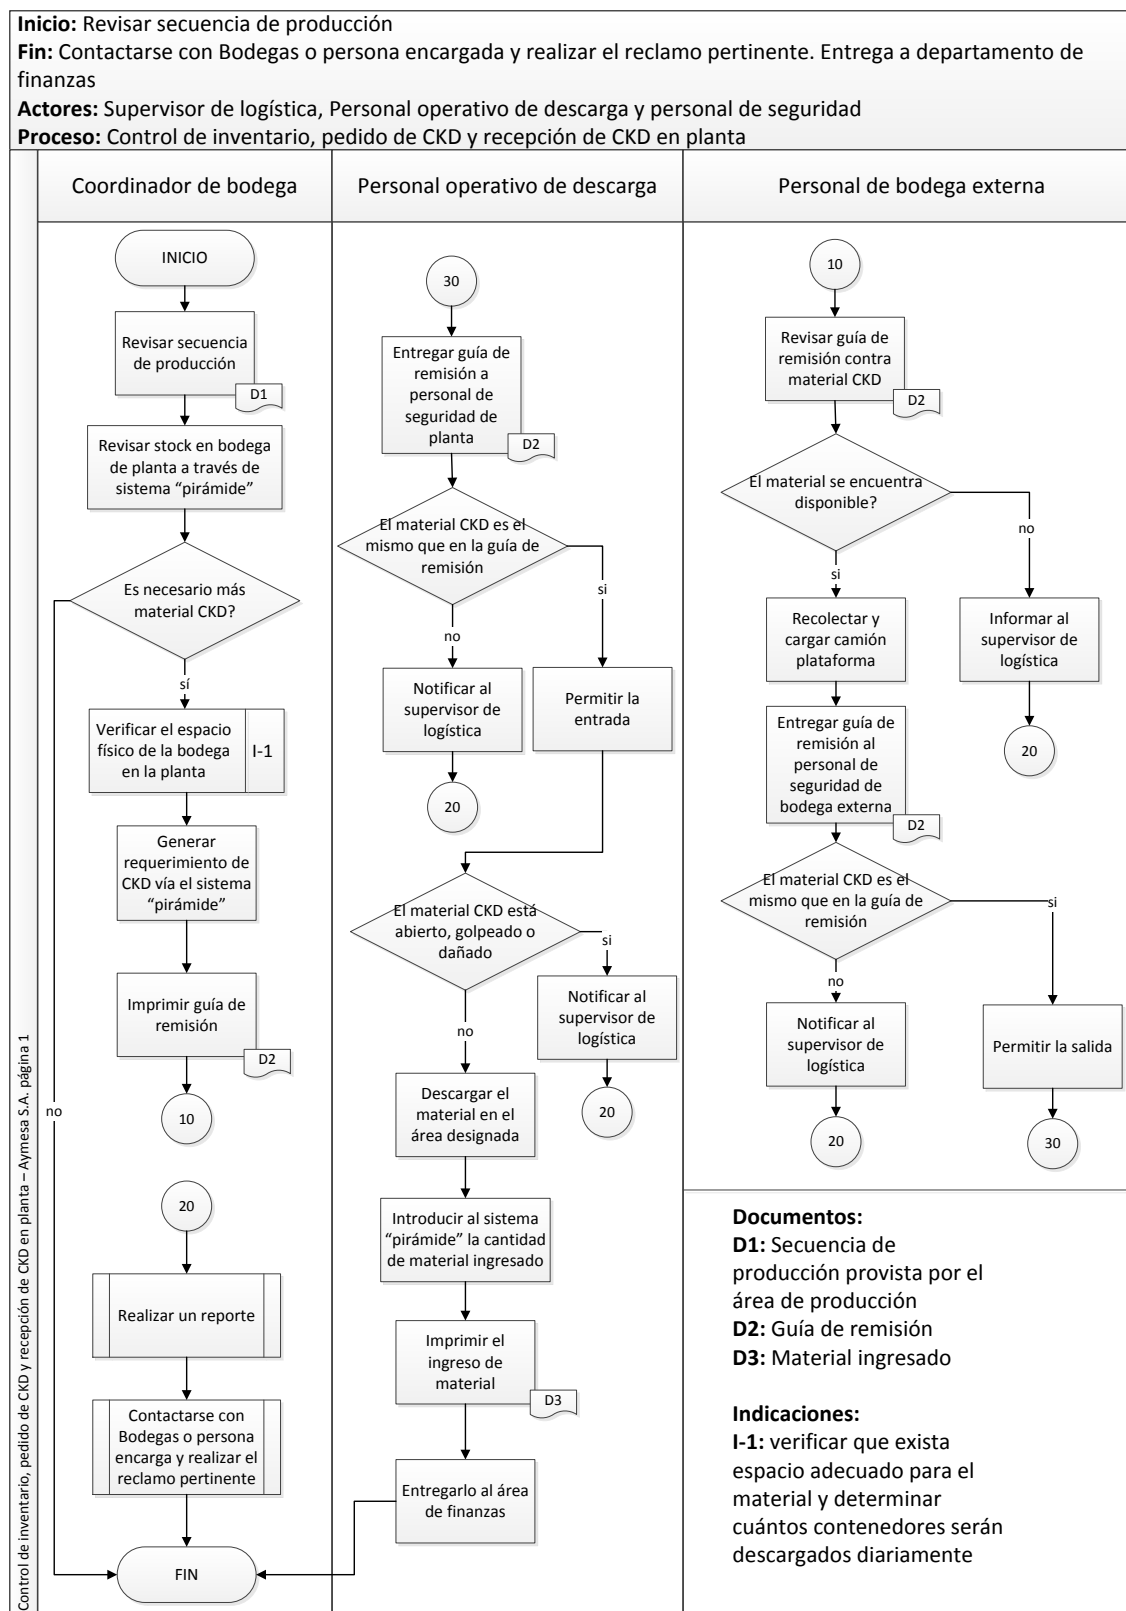 Inicio: Revisar secuencia de producción
Fin: Contactarse con Bodegas o persona encargada y realizar el reclamo pertinente. Entrega a departamento de
finanzas
Actores: Supervisor de logística, Personal operativo de descarga y personal de seguridad
Proceso: Control de inventario, pedido de CKD y recepción de CKD en planta
Control de inventario, pedido de CKD y recepción de CKD en planta – Aymesa S.A. página 1
Coordinador de bodega
INICIO
Revisar secuencia
de producción
D1
Revisar stock en bodega
de planta a través de
sistema “pirámide”
Es necesario más
material CKD?
no
sí
Verificar el espacio
físico de la bodega
en la planta
I-1
Generar
requerimiento de
CKD vía el sistema
“pirámide”
Imprimir guía de
remisión
D2
10
20
Realizar un reporte
Contactarse con
Bodegas o persona
encarga y realizar el
reclamo pertinente
FIN
Personal operativo de descarga
30
Entregar guía de
remisión a
personal de
seguridad de
planta
D2
El material CKD es el
mismo que en la guía de
remisión
si
no
Notificar al
supervisor de
logística
20
Permitir la
entrada
El material CKD está
abierto, golpeado o
dañado
si
no
Notificar al
supervisor de
logística
20
Descargar el
material en el
área designada
Introducir al sistema
“pirámide” la cantidad
de material ingresado
Imprimir el
ingreso de
material
D3
Entregarlo al área
de finanzas
Personal de bodega externa
10
Revisar guía de
remisión contra
material CKD
D2
El material se encuentra
disponible?
no
si
Recolectar y
cargar camión
plataforma
Informar al
supervisor de
logística
20
Entregar guía de
remisión al
personal de
seguridad de
bodega externa
D2
El material CKD es el
mismo que en la guía de
remisión
si
no
Notificar al
supervisor de
logística
20
Permitir la salida
30
Documentos:
D1: Secuencia de
producción provista por el
área de producción
D2: Guía de remisión
D3: Material ingresado
Indicaciones:
I-1: verificar que exista
espacio adecuado para el
material y determinar
cuántos contenedores serán
descargados diariamente